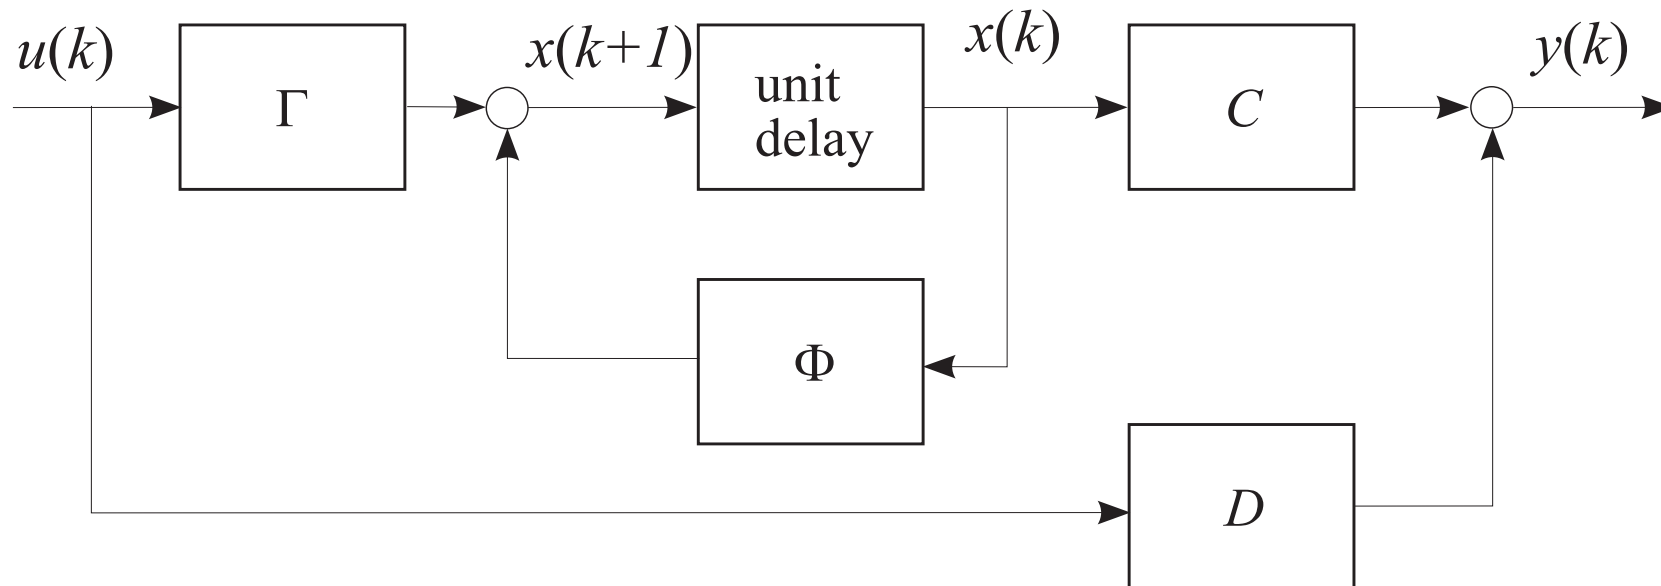 u(k)
Γ
x(k+1)
unit
delay
x(k)
C
y(k)
Φ
D